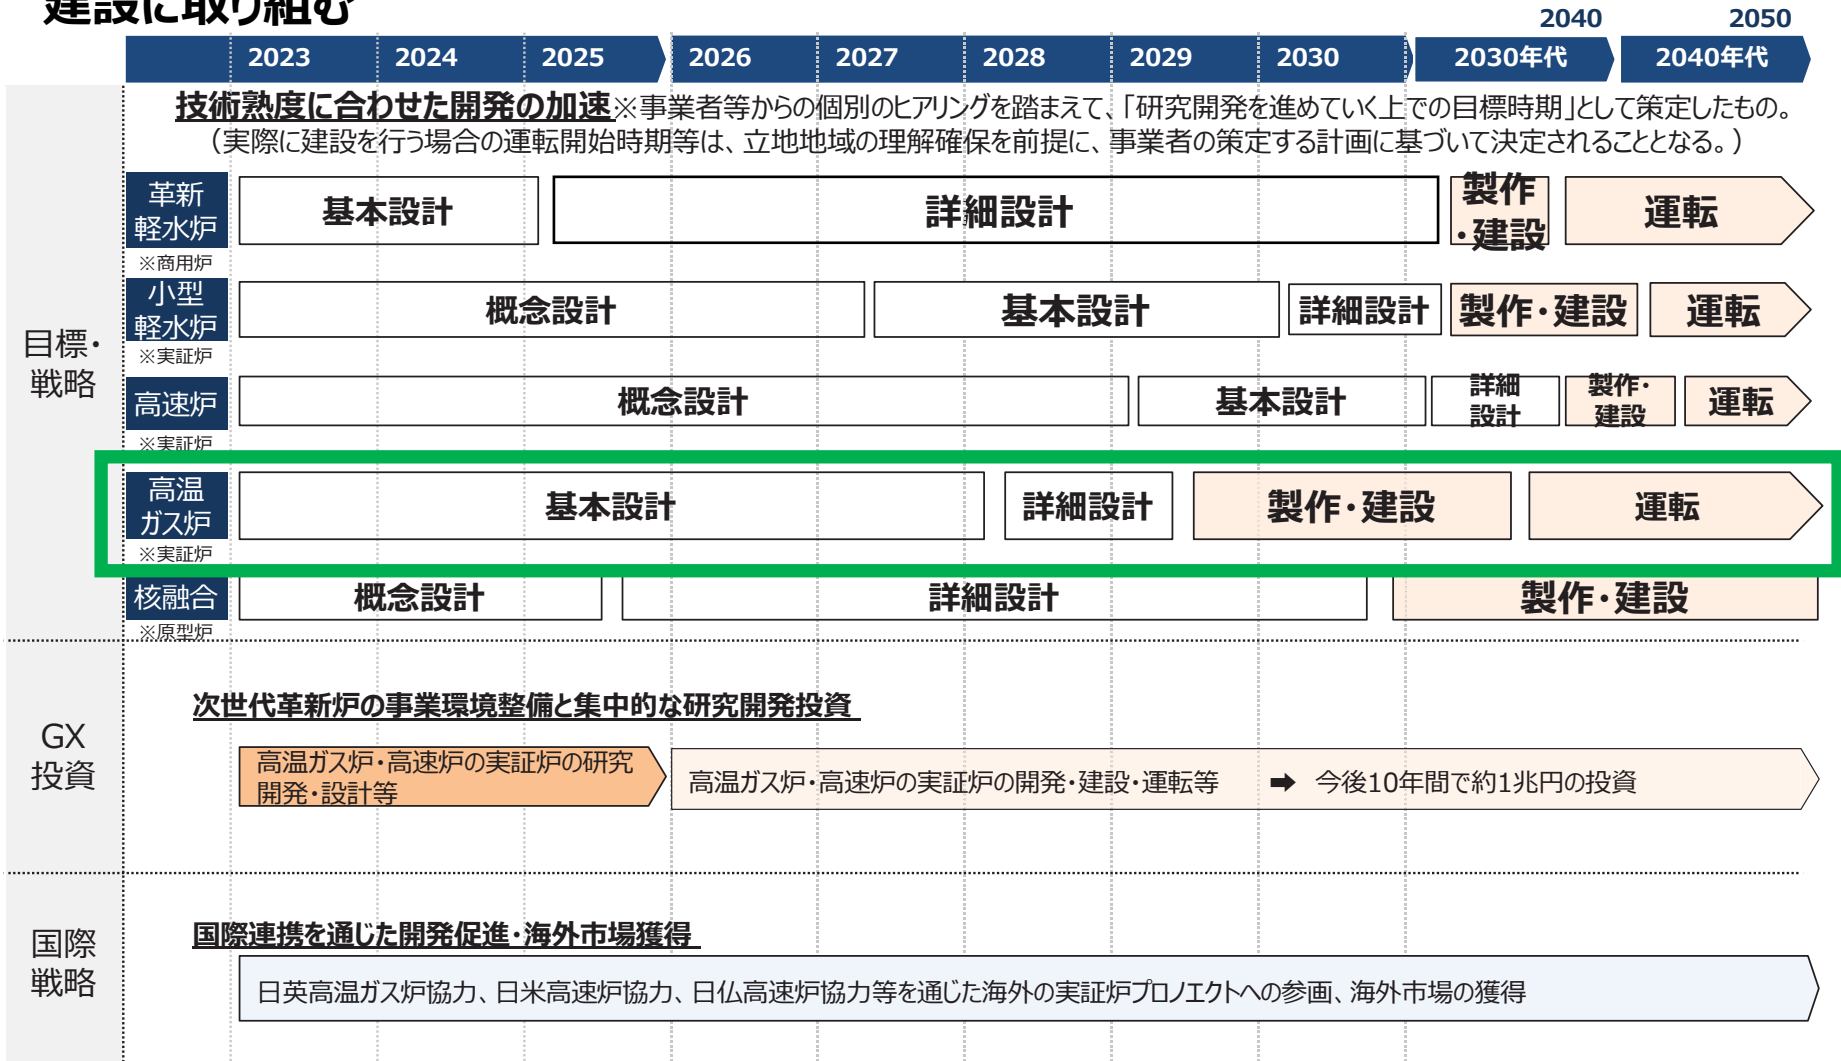 建設に取り組む
2040 2050
2023 2024 2025 2026 2027 2028 2029 2030 2030年代 2040年代
技術熟度に合わせた開発の加速※事業者等からの個別のヒアリングを踏まえて、「研究開発を進めていく上での目標時期」として策定したもの。
（実際に建設を行う場合の運転開始時期等は、立地地域の理解確保を前提に、事業者の策定する計画に基づいて決定されることとなる。）
目標・
戦略
革新
軽水炉
※商用炉
基本設計 詳細設計 製作
・建設 運転
小型
軽水炉
※実証炉
概念設計 基本設計 詳細設計 製作・建設 運転
高速炉
※実証炉
概念設計 基本設計 詳細
設計 製作・
建設 運転
高温
ガス炉
※実証炉
基本設計 詳細設計 製作・建設 運転
核融合
※原型炉
概念設計 詳細設計 製作・建設
GX
投資
次世代革新炉の事業環境整備と集中的な研究開発投資
高温ガス炉・高速炉の実証炉の研究
開発・設計等
高温ガス炉・高速炉の実証炉の開発・建設・運転等 ➡ 今後10年間で約1兆円の投資
国際
戦略
国際連携を通じた開発促進・海外市場獲得
日英高温ガス炉協力、日米高速炉協力、日仏高速炉協力等を通じた海外の実証炉プロノエクトへの参画、海外市場の獲得